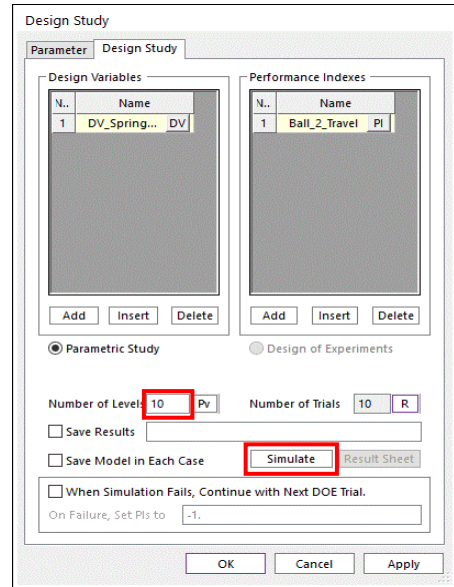 Design Study
Parameter Design Study
Design Variables Performance Indexes
N.. Name N.. Name
1 DV_Spring... DV 1 Ball_2_Travel PI
Add Insert Delete Add Insert Delete
Parametric Study Design of Experiments
Number of Levels 10 Pv Number of Trials 10 R
Save Results
Save Model in Each Case Simulate Result Sheet
When Simulation Fails, Continue with Next DOE Trial.
On Failure, Set PIs to -1.
OK Cancel Apply